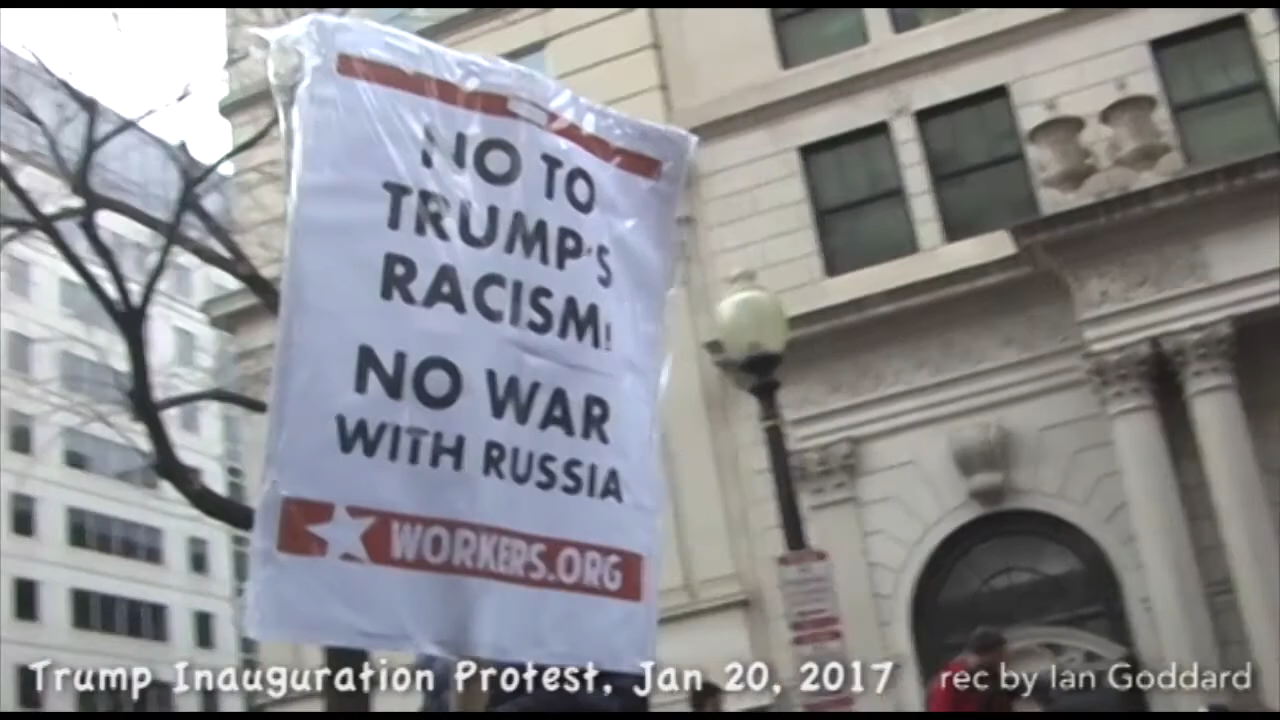 NO TO
TRUMP'S
RACISM!
NO WAR
WITH RUSSIA
WORKERS.ORG
Trump Inauguration Protest, Jan 20, 2017
rec by Ian Goddard